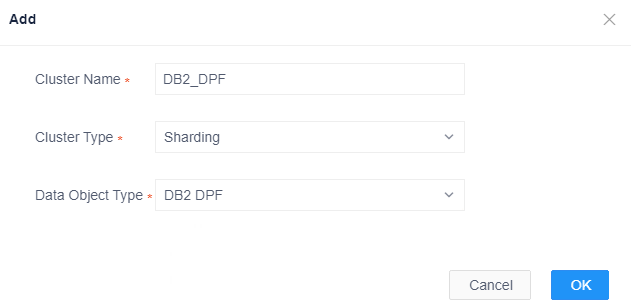 Add
Cluster Name * DB2_DPF
Cluster Type * Sharding
Data Object Type * DB2 DPF
Cancel OK